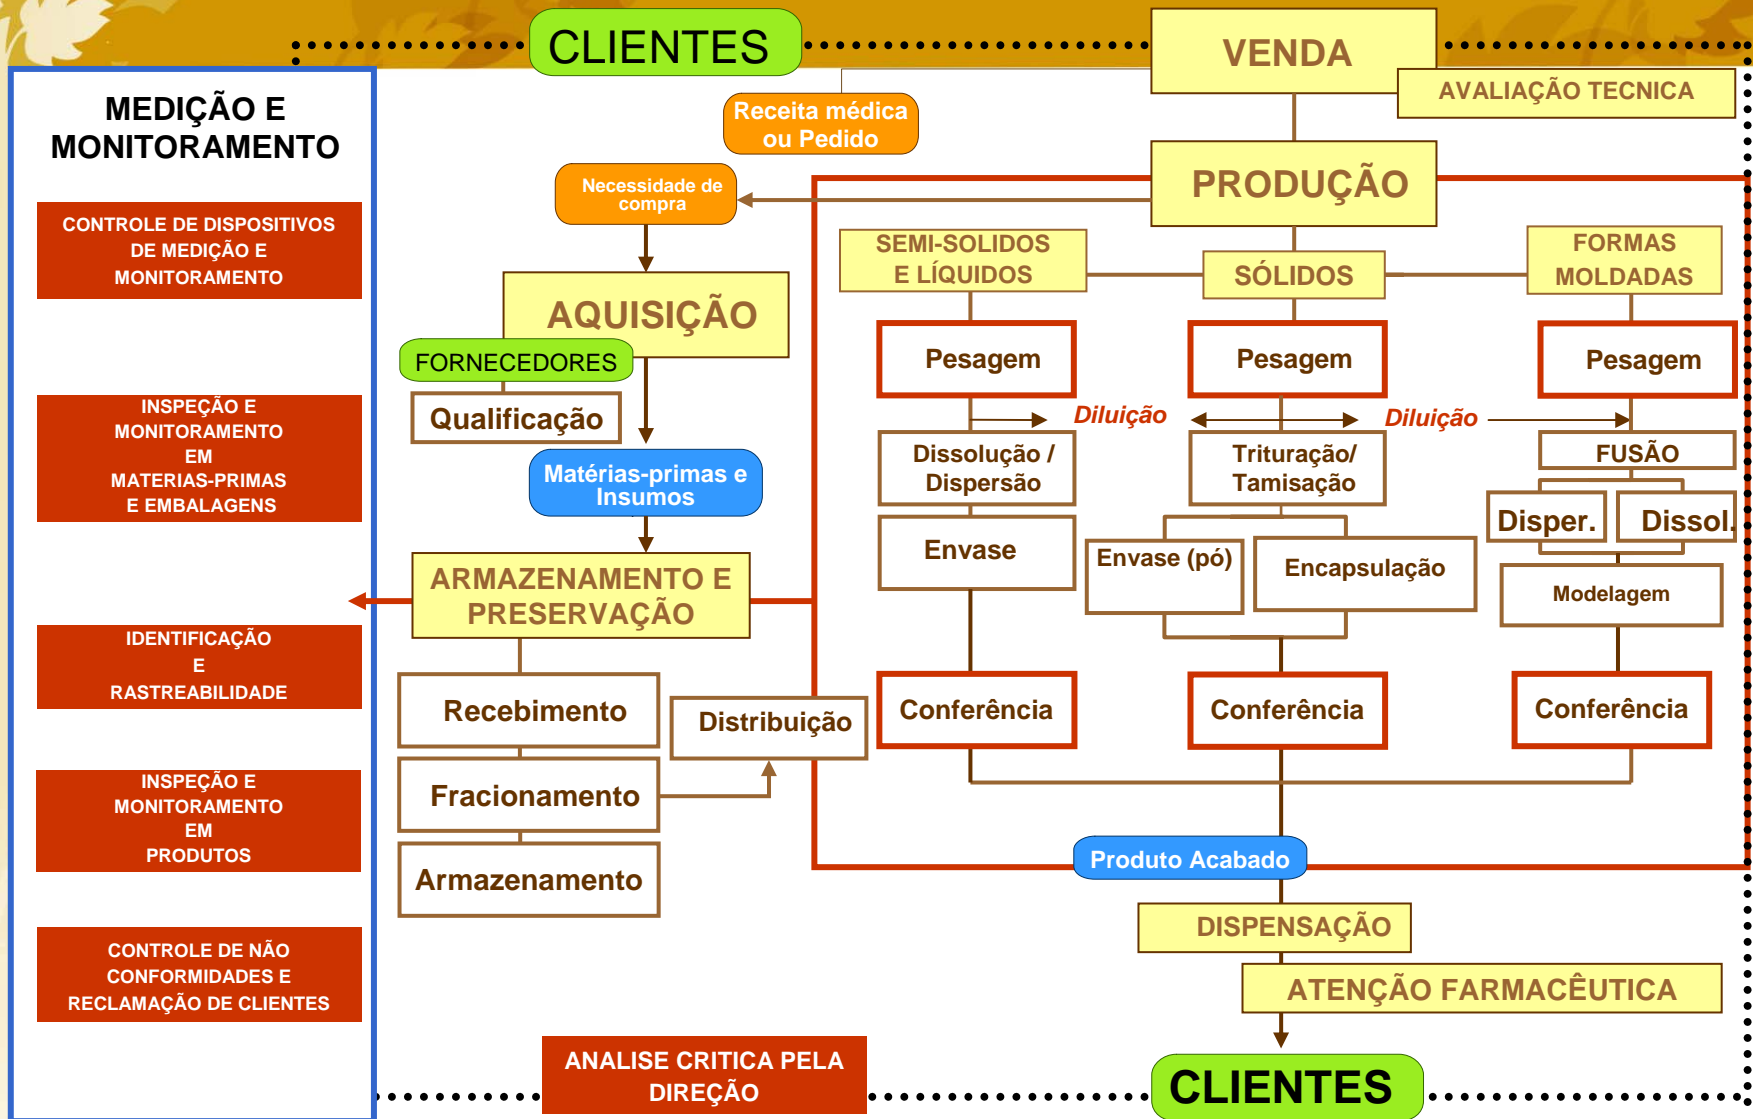 CLIENTES
VENDA
AVALIAÇÃO TECNICA
Receita médica
ou Pedido
MEDIÇÃO E
MONITORAMENTO
CONTROLE DE DISPOSITIVOS
DE MEDIÇÃO E
MONITORAMENTO
INSPEÇÃO E
MONITORAMENTO
EM
MATERIAS-PRIMAS
E EMBALAGENS
IDENTIFICAÇÃO
E
RASTREABILIDADE
INSPEÇÃO E
MONITORAMENTO
EM
PRODUTOS
CONTROLE DE NÃO
CONFORMIDADES E
RECLAMAÇÃO DE CLIENTES
Necessidade de
compra
AQUISIÇÃO
FORNECEDORES
Qualificação
Matérias-primas e
Insumos
ARMAZENAMENTO E
PRESERVAÇÃO
Recebimento
Fracionamento
Armazenamento
Distribuição
PRODUÇÃO
SEMI-SOLIDOS
E LÍQUIDOS
SÓLIDOS
FORMAS
MOLDADAS
Pesagem
Pesagem
Pesagem
Diluição
Diluição
Dissolução /
Dispersão
Trituração/
Tamisação
FUSÃO
Disper.
Dissol.
Envase
Envase (pó)
Encapsulação
Modelagem
Conferência
Conferência
Conferência
Produto Acabado
DISPENSAÇÃO
ATENÇÃO FARMACÊUTICA
ANALISE CRITICA PELA
DIREÇÃO
CLIENTES